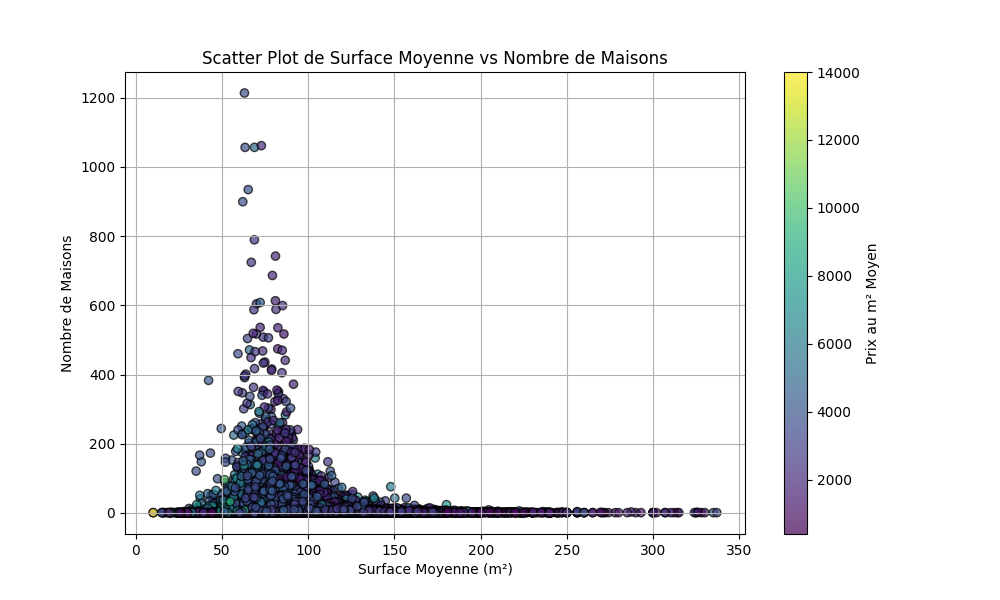 Scatter Plot de Surface Moyenne vs Nombre de Maisons
Nombre de Maisons
1200
1000
800
600
400
200
0
0 50 100 150 200 250 300 350
Surface Moyenne (m²)
14000
12000
10000
8000
6000
4000
2000
Prix au m² Moyen